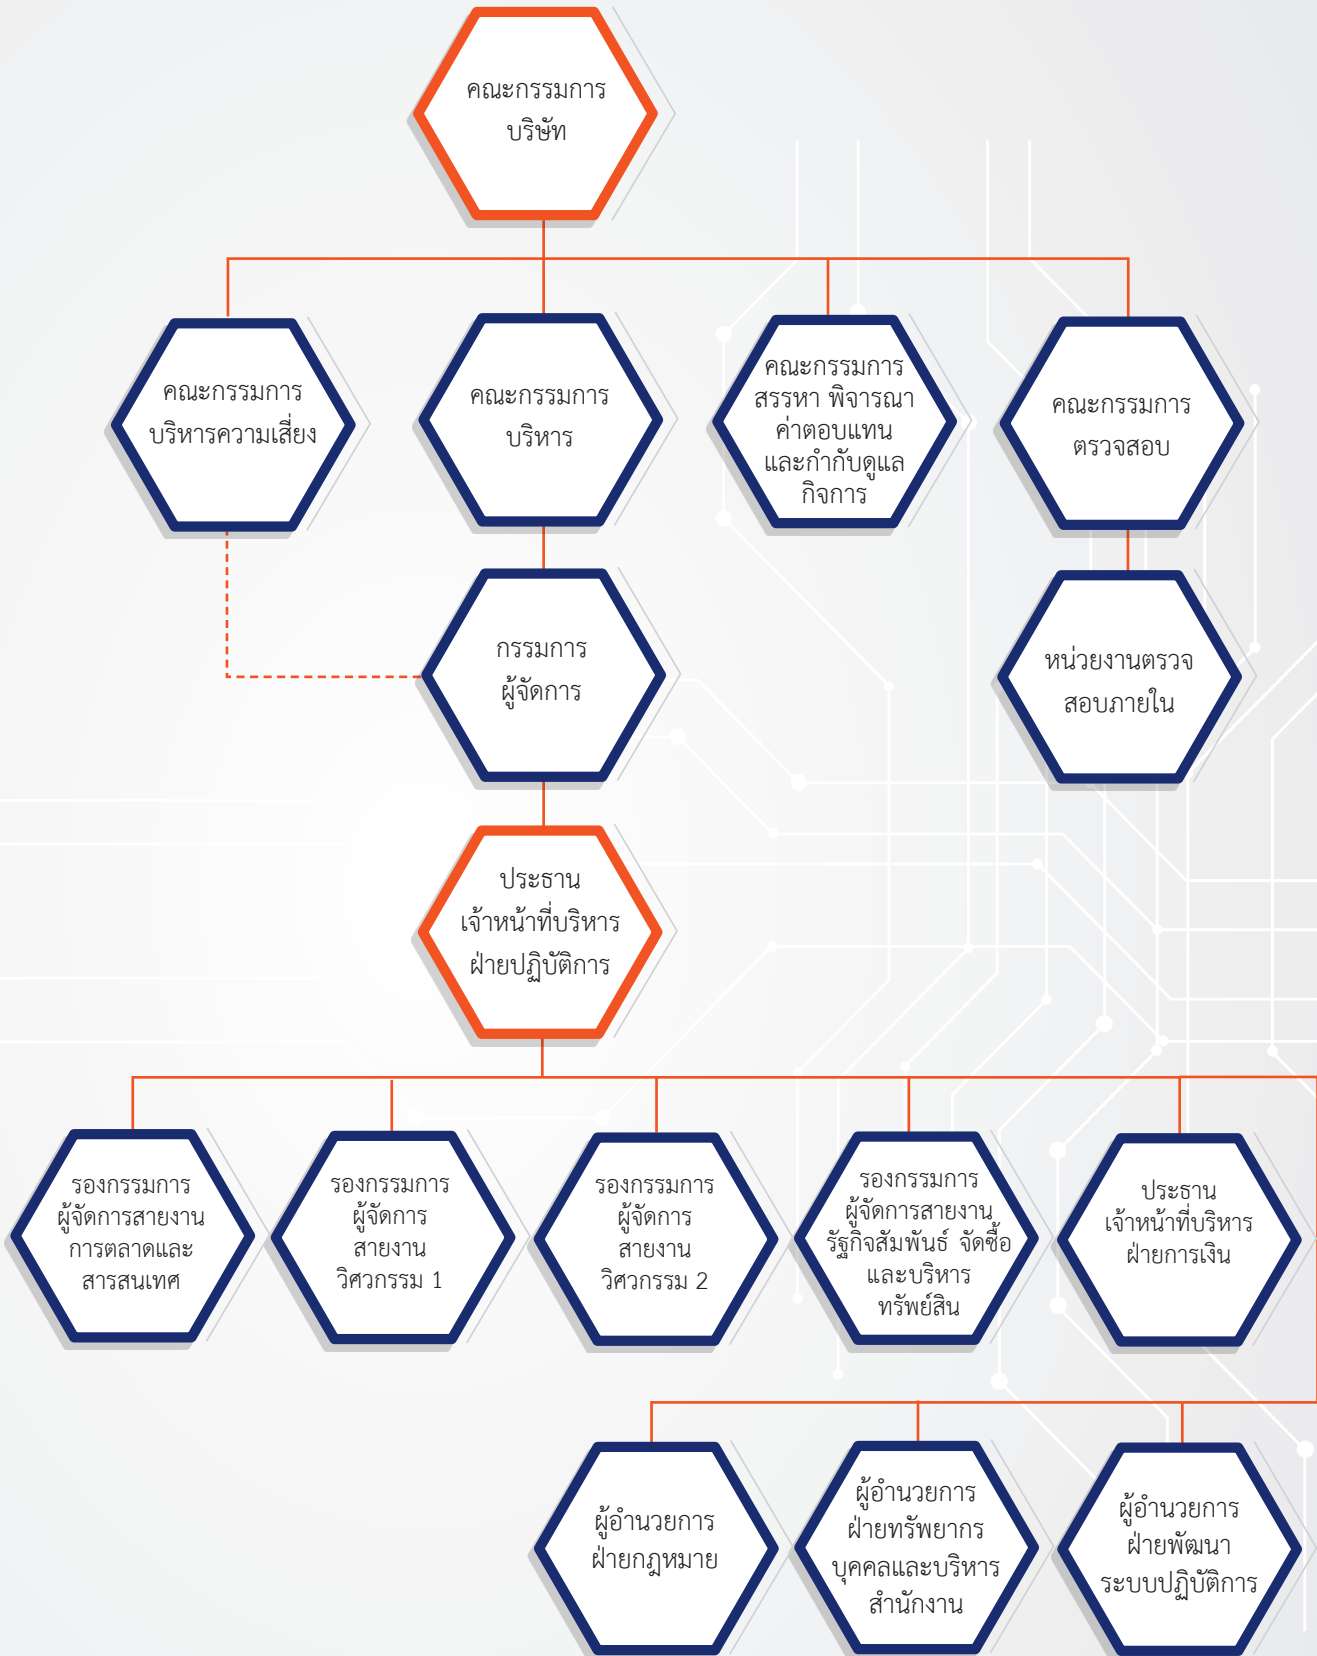 คณะกรรมการ
บริษัท
คณะกรรมการ
บริหารความเสี่ยง
คณะกรรมการ
บริหาร
คณะกรรมการ
สรรหา พิจารณา
ค่าตอบแทน
และกำกับดูแล
กิจการ
คณะกรรมการ
ตรวจสอบ
กรรมการ
ผู้จัดการ
หน่วยงานตรวจ
สอบภายใน
ประธาน
เจ้าหน้าที่บริหาร
ฝ่ายปฏิบัติการ
รองกรรมการ
ผู้จัดการสายงาน
การตลาดและ
สารสนเทศ
รองกรรมการ
ผู้จัดการ
สายงาน
วิศวกรรม 1
รองกรรมการ
ผู้จัดการ
สายงาน
วิศวกรรม 2
รองกรรมการ
ผู้จัดการสายงาน
รัฐกิจสัมพันธ์ จัดซื้อ
และบริหาร
ทรัพย์สิน
ประธาน
เจ้าหน้าที่บริหาร
ฝ่ายการเงิน
ผู้อำนวยการ
ฝ่ายกฎหมาย
ผู้อำนวยการ
ฝ่ายทรัพยากร
บุคคลและบริหาร
สำนักงาน
ผู้อำนวยการ
ฝ่ายพัฒนา
ระบบปฏิบัติการ